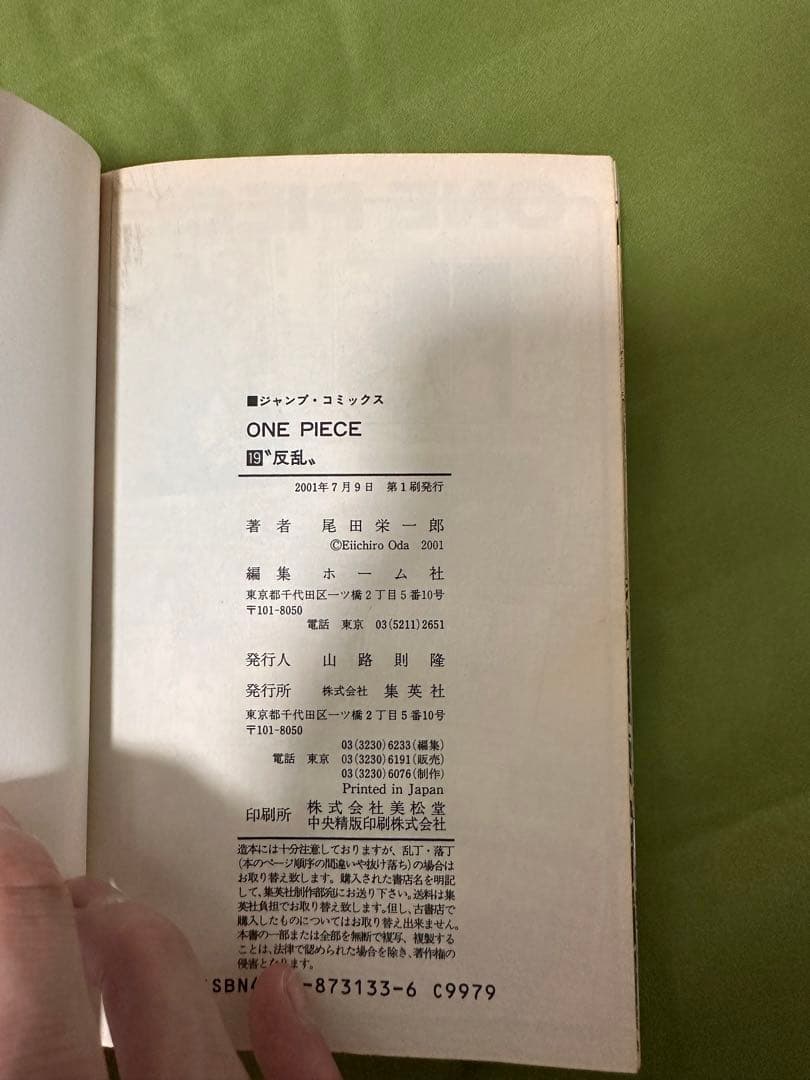 ■ジャンプ・コミックス
ONE PIECE
19〝反乱〟
2001年7月9日 第1刷発行
著者 尾田栄一郎
©Eiichiro Oda 2001
編集 ホーム社
東京都千代田区一ツ橋2丁目5番10号
〒101-8050
電話 東京 03(5211)2651
発行人 山路則隆
発行所 株式会社 集英社
東京都千代田区一ツ橋2丁目5番10号
〒101-8050
03(3230)6233(編集)
電話 東京 03(3230)6191(販売)
03(3230)6076(制作)
Printed in Japan
印刷所 株式会社美松堂
中央精版印刷株式会社
造本には十分注意しておりますが、乱丁・落丁
(本のページ順序の間違いや抜け落ち)の場合は
お取り替え致します。購入された書店名を明記
して、集英社制作部宛にお送り下さい。送料は集
英社負担でお取り替え致します。但し、古書店で
購入したものについてはお取り替え出来ません。
本書の一部または全部を無断で複写、複製する
ことは、法律で認められた場合を除き、著作権の
侵害となります。
ISBN4-873133-6 C9979